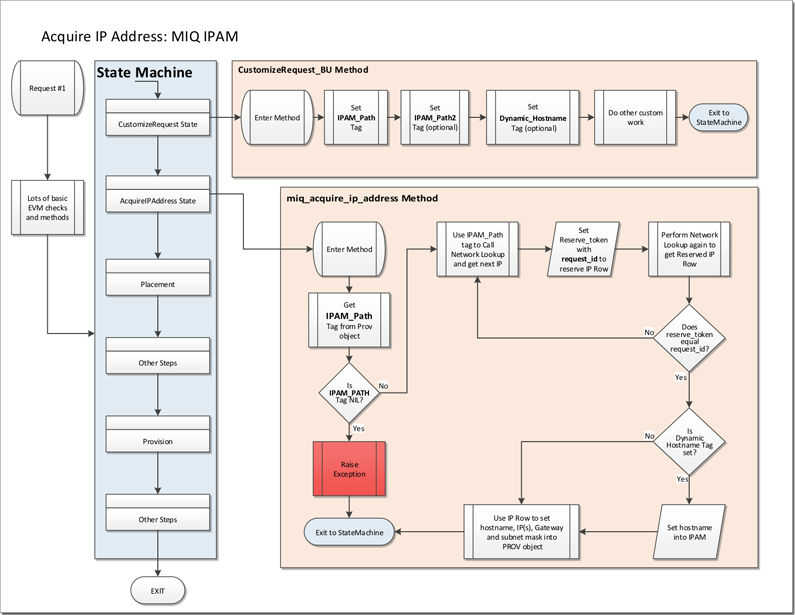 Acquire IP Address: MIQ IPAM
Request #1
Lots of basic
EVM checks
and methods
State Machine
CustomizeRequest State
AcquireIPAddress State
Placement
Other Steps
Provision
Other Steps
EXIT
CustomizeRequest_BU Method
Enter Method
Set
IPAM_Path
Tag
Set
IPAM_Path2
Tag (optional)
Set
Dynamic_Hostname
Tag (optional)
Do other custom
work
Exit to
StateMachine
miq_acquire_ip_address Method
Enter Method
Get
IPAM_Path
Tag from Prov
object
Is
IPAM_PATH
Tag NIL?
No
Yes
Raise
Exception
Exit to StateMachine
Use IPAM_Path
tag to Call
Network Lookup
and get next IP
Set
Reserve_token
with
request_id to
reserve IP Row
Perform Network
Lookup again to
get Reserved IP
Row
Does
reserve_token
equal
request_id?
No
Yes
Is
Dynamic
Hostname Tag
set?
No
Yes
Set hostname
into IPAM
Use IP Row to set
hostname, IP(s), Gateway
and subnet mask into
PROV object